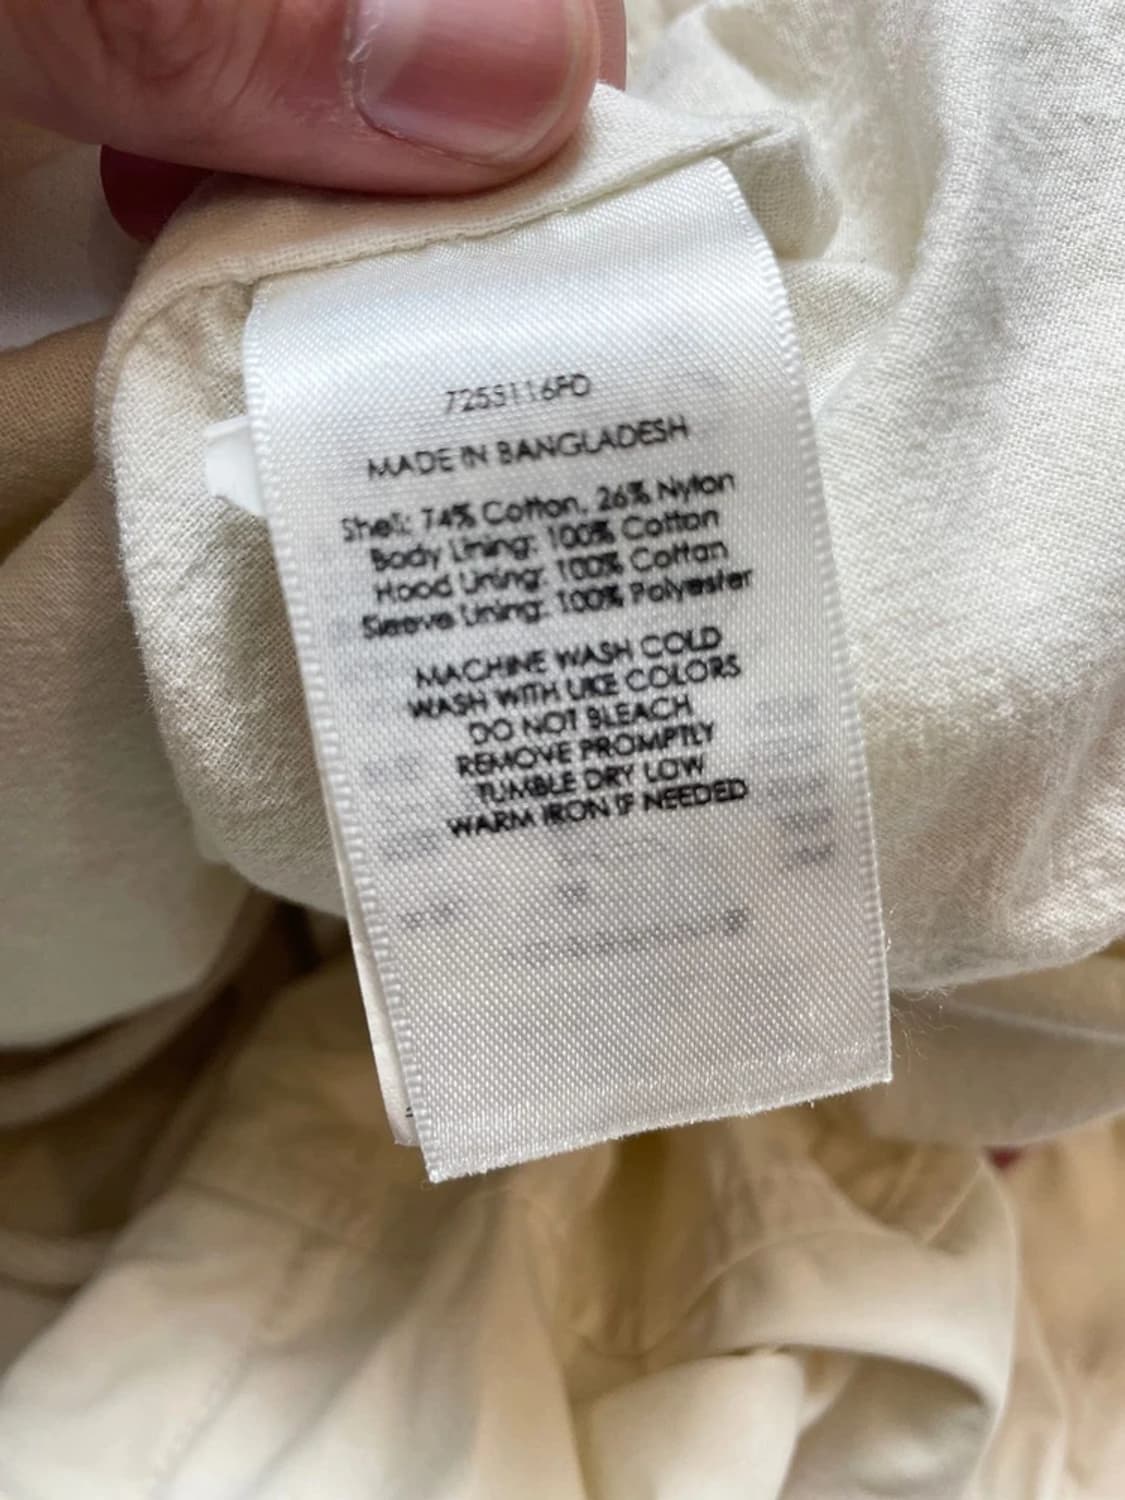 725S116FO
MADE IN BANGLADESH
Shell: 74% Cotton, 26% Nylon
Body Lining: 100% Cotton
Hood Lining: 100% Cotton
Sleeve Lining: 100% Polyester
MACHINE WASH COLD
WASH WITH LIKE COLORS
DO NOT BLEACH
REMOVE PROMPTLY
TUMBLE DRY LOW
WARM IRON IF NEEDED